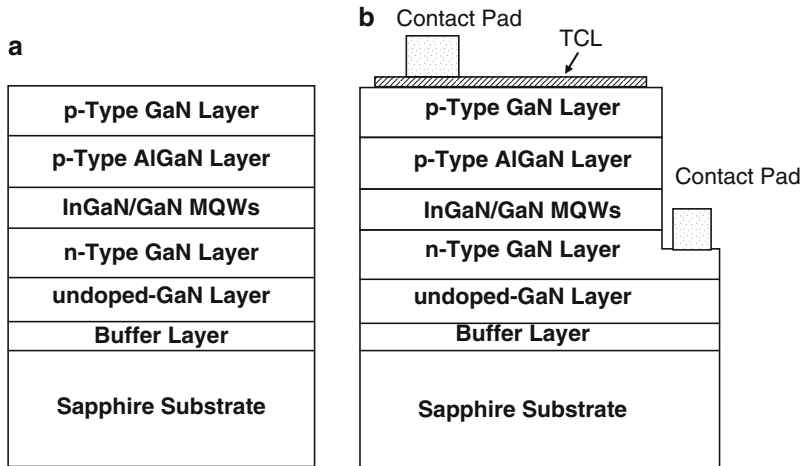 a
p-Type GaN Layer
p-Type AlGaN Layer
InGaN/GaN MQWs
n-Type GaN Layer
undoped-GaN Layer
Buffer Layer
Sapphire Substrate
b
Contact Pad
TCL
p-Type GaN Layer
p-Type AlGaN Layer
Contact Pad
InGaN/GaN MQWs
n-Type GaN Layer
undoped-GaN Layer
Buffer Layer
Sapphire Substrate